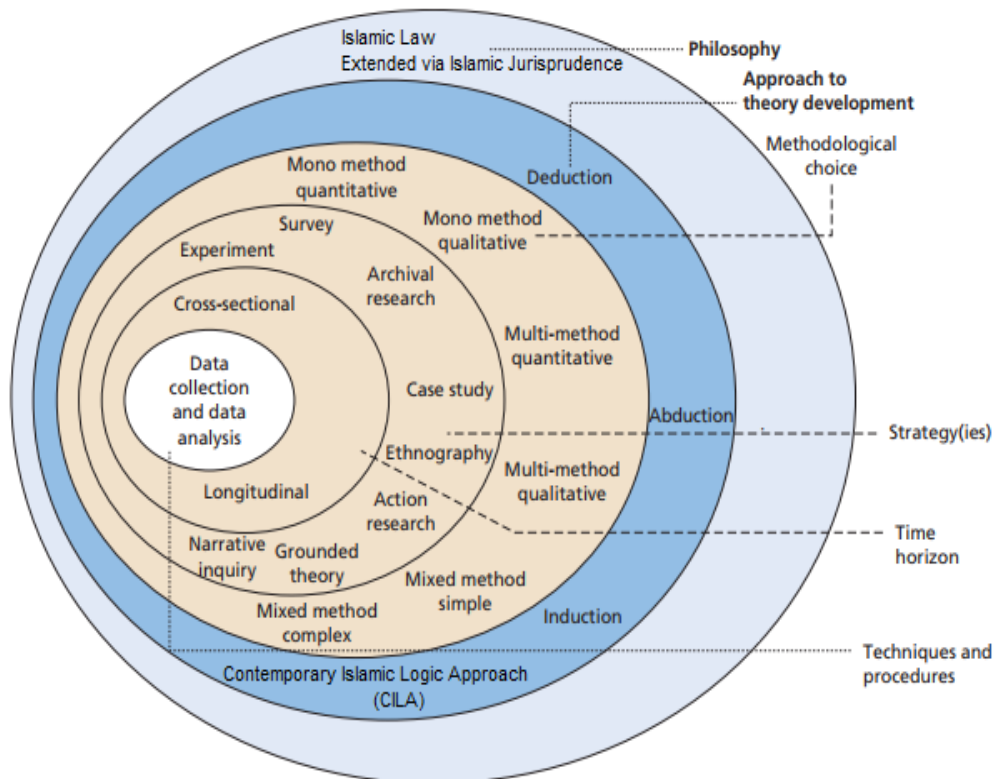 Islamic Law
Extended via Islamic Jurisprudence
Philosophy
Approach to
theory development
Methodological
choice
Mono method
quantitative
Deduction
Mono method
qualitative
Survey
Experiment
Archival
research
Cross-sectional
Multi-method
quantitative
Data
collection
and data
analysis
Case study
Abduction
Strategy(ies)
Ethnography
Multi-method
qualitative
Longitudinal
Action
research
Time
horizon
Narrative
inquiry
Grounded
theory
Mixed method
simple
Mixed method
complex
Induction
Techniques and
procedures
Contemporary Islamic Logic Approach
(CILA)